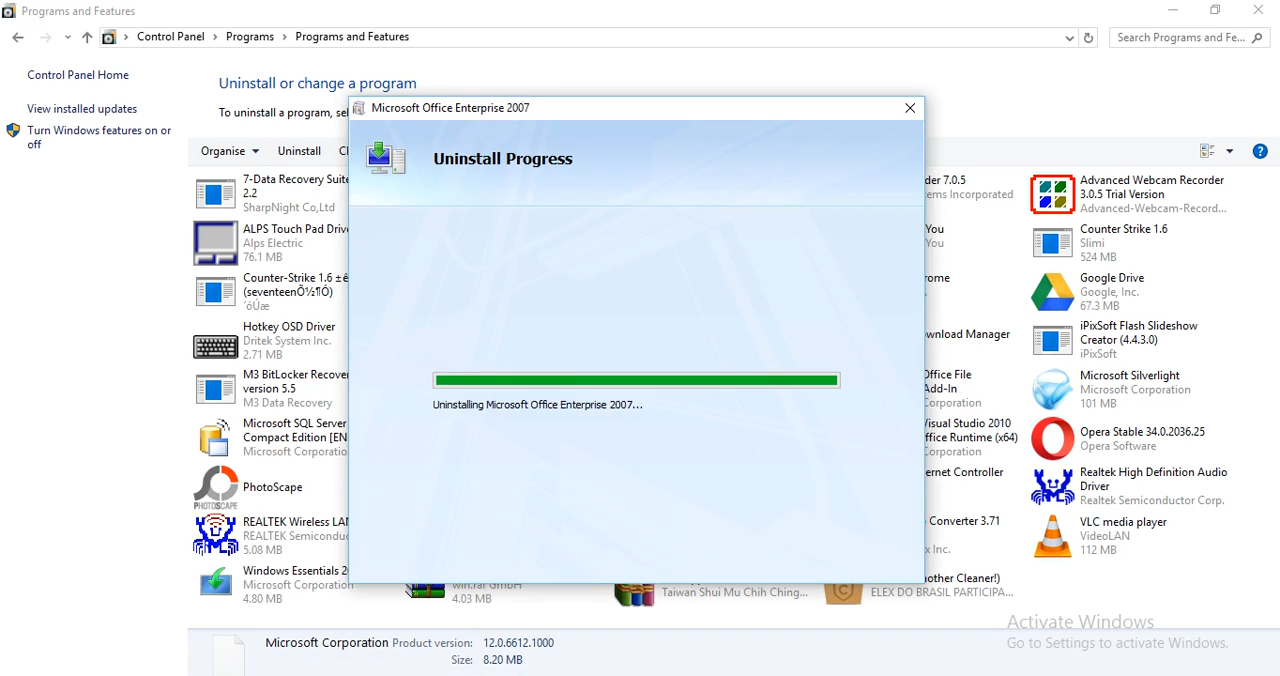 Programs and Features
Control Panel > Programs > Programs and Features
Search Programs and Fe...
Control Panel Home
View installed updates
Turn Windows features on or
off
Uninstall or change a program
To uninstall a program, sel
Organise
Uninstall
Microsoft Office Enterprise 2007
Uninstall Progress
Uninstalling Microsoft Office Enterprise 2007...
7-Data Recovery Suite
2.2
SharpNight Co,Ltd
ALPS Touch Pad Driv
Alps Electric
76.1 MB
Counter-Strike 1.6
Hotkey OSD Driver
Dritek System Inc.
2.71 MB
M3 BitLocker Recove
version 5.5
M3 Data Recovery
Microsoft SQL Server
Compact Edition [EN
Microsoft Corporatio
PHOTOSCAPE
PhotoScape
REALTEK Wireless LA
REALTEK Semicondu
5.08 MB
Windows Essentials 2
Microsoft Corporation
4.80 MB
win.rar GmbH
4.03 MB
Taiwan Shui Mu Chih Ching...
der 7.0.5
ems Incorporated
You
You
rome
wnload Manager
Office File
Add-In
Corporation
Visual Studio 2010
ffice Runtime (x64)
Corporation
ernet Controller
Converter 3.71
x Inc.
other Cleaner!)
ELEX DO BRASIL PARTICIPA...
Advanced Webcam Recorder
3.0.5 Trial Version
Advanced-Webcam-Record...
Counter Strike 1.6
Slimi
524 MB
Google Drive
Google, Inc.
67.3 MB
iPixSoft Flash Slideshow
Creator (4.4.3.0)
iPixSoft
Microsoft Silverlight
Microsoft Corporation
101 MB
Opera Stable 34.0.2036.25
Opera Software
Realtek High Definition Audio
Driver
Realtek Semiconductor Corp.
VLC media player
VideoLAN
112 MB
Activate Windows
Go to Settings to activate Windows.
Microsoft Corporation Product version: 12.0.6612.1000
Size: 8.20 MB